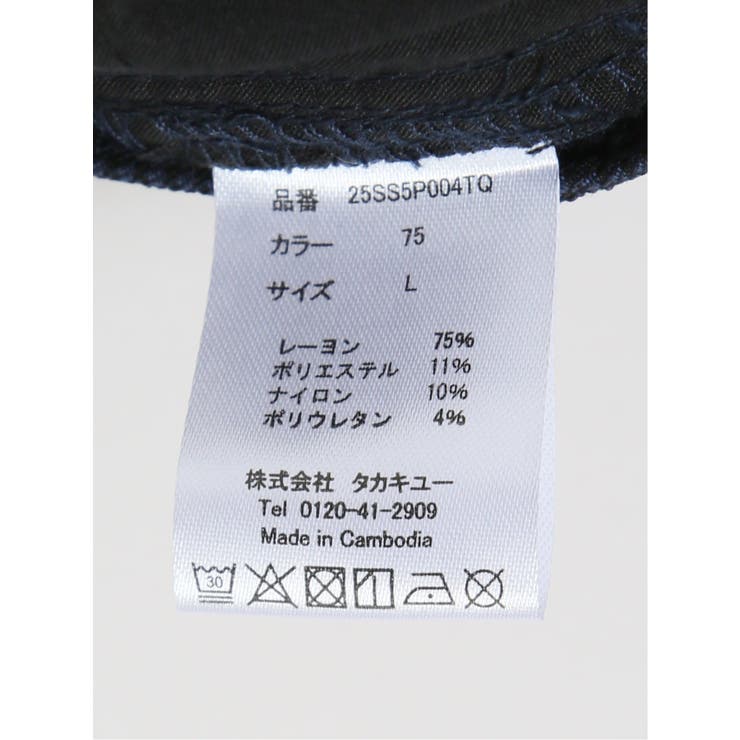 品番 25SS5P004TQ
カラー 75
サイズ L
レーヨン 75%
ポリエステル 11%
ナイロン 10%
ポリウレタン 4%
株式会社 タカキュー
Tel 0120-41-2909
Made in Cambodia
30